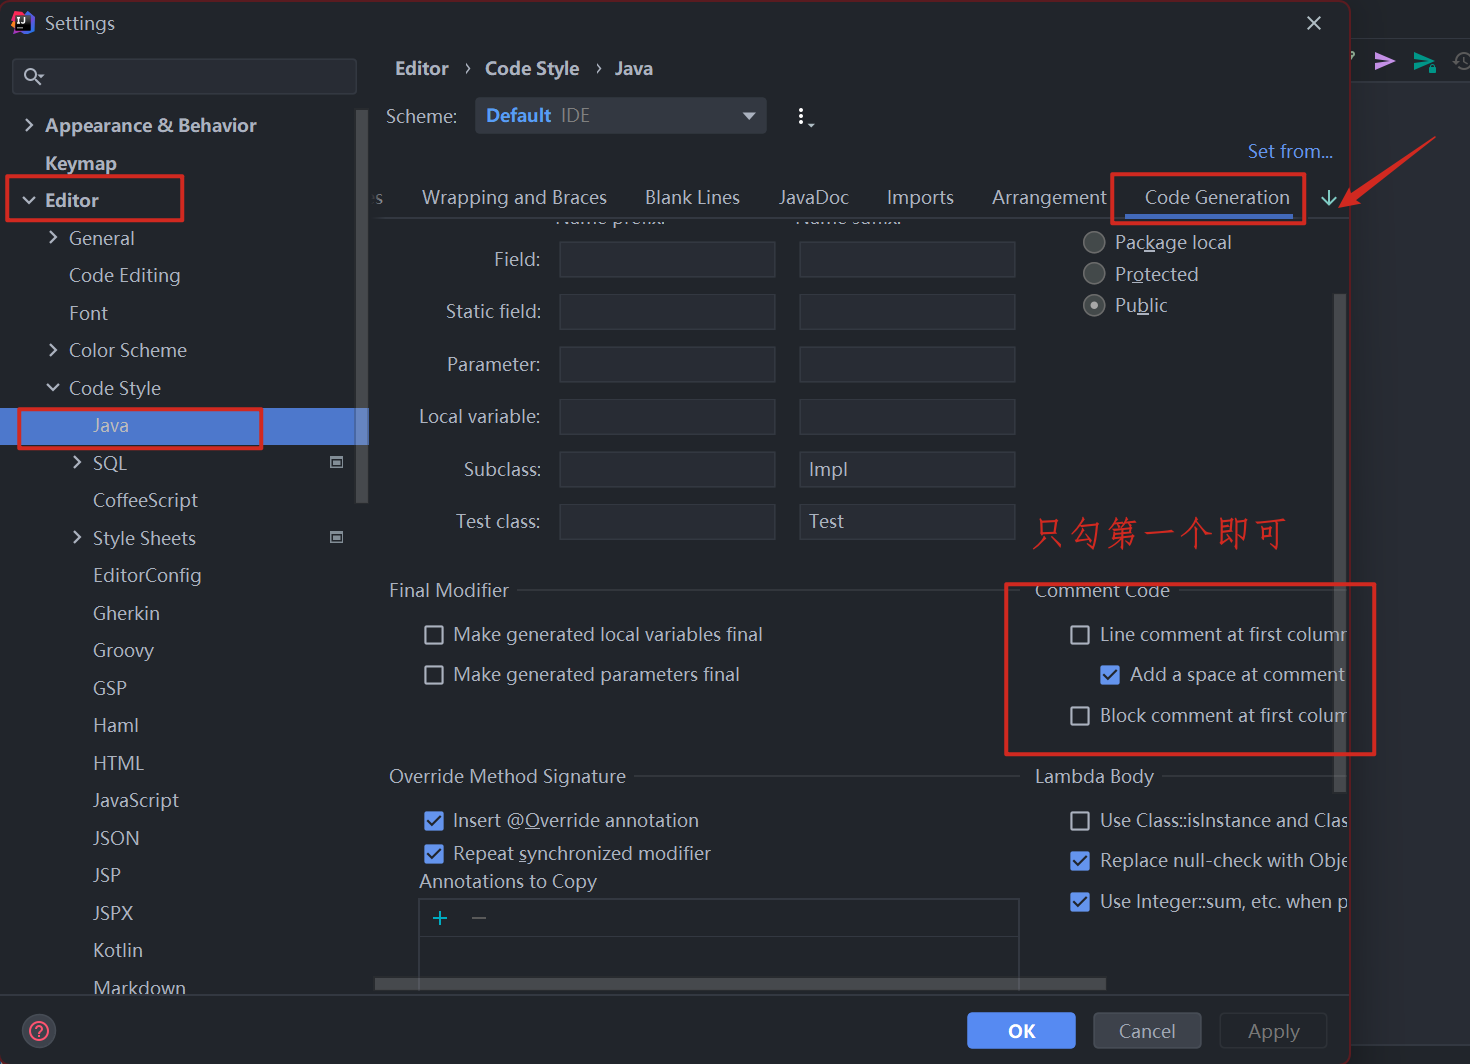 Settings
Editor › Code Style › Java
Scheme: Default IDE
Set from...
Appearance & Behavior
Keymap
Editor
General
Code Editing
Font
Color Scheme
Code Style
Java
SQL
CoffeeScript
Style Sheets
EditorConfig
Gherkin
Groovy
GSP
Haml
HTML
JavaScript
JSON
JSP
JSPX
Kotlin
Markdown
Wrapping and Braces Blank Lines JavaDoc Imports Arrangement Code Generation
Name prefix: Name suffix:
Field:
Static field:
Parameter:
Local variable:
Subclass: Impl
Test class: Test
Package local
Protected
Public
只勾第一个即可
Final Modifier
Make generated local variables final
Make generated parameters final
Comment Code
Line comment at first column
Add a space at comment
Block comment at first colum
Override Method Signature
Insert @Override annotation
Repeat synchronized modifier
Annotations to Copy
Lambda Body
Use Class::isInstance and Clas
Replace null-check with Obje
Use Integer::sum, etc. when p
OK Cancel Apply